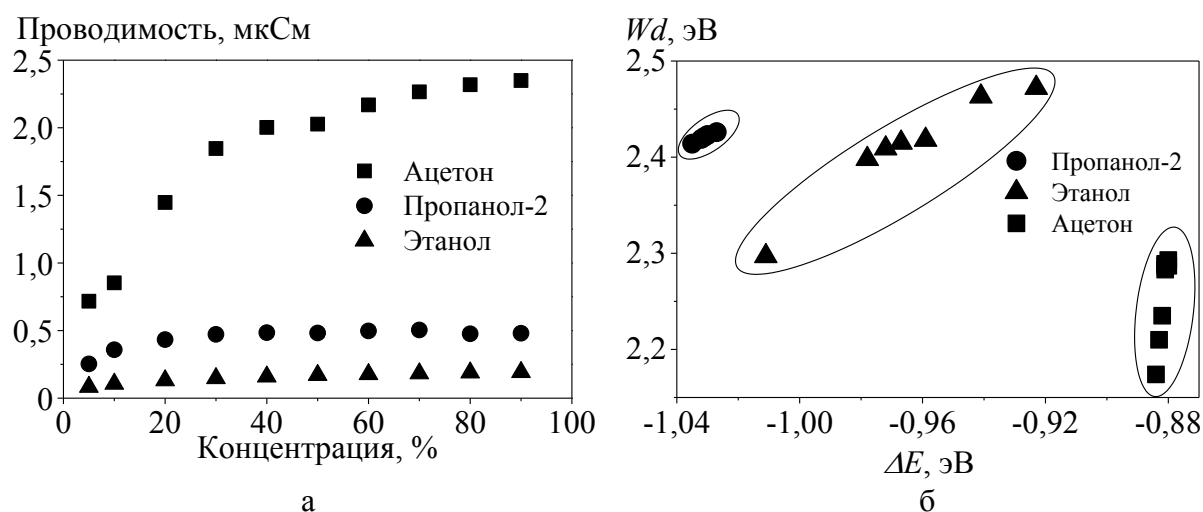 Проводимость, мкСм
2,5
2,0
1,5
1,0
0,5
0
0 20 40 60 80 100
Концентрация, %
Ацетон
Пропанол-2
Этанол
а
Wd, эВ
2,5
2,4
2,3
2,2
-1,04 -1,00 -0,96 -0,92 -0,88
ΔE, эВ
Пропанол-2
Этанол
Ацетон
б